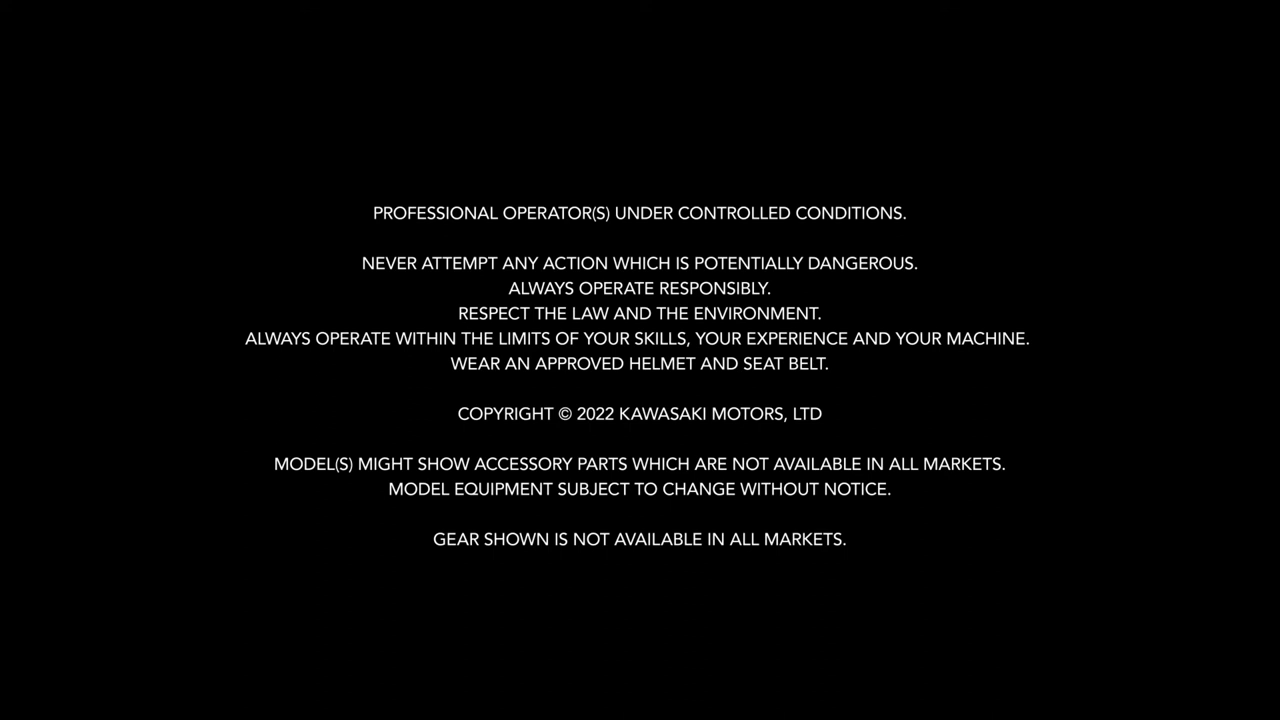 PROFESSIONAL OPERATOR(S) UNDER CONTROLLED CONDITIONS.
NEVER ATTEMPT ANY ACTION WHICH IS POTENTIALLY DANGEROUS.
ALWAYS OPERATE RESPONSIBLY.
RESPECT THE LAW AND THE ENVIRONMENT.
ALWAYS OPERATE WITHIN THE LIMITS OF YOUR SKILLS, YOUR EXPERIENCE AND YOUR MACHINE.
WEAR AN APPROVED HELMET AND SEAT BELT.
COPYRIGHT © 2022 KAWASAKI MOTORS, LTD
MODEL(S) MIGHT SHOW ACCESSORY PARTS WHICH ARE NOT AVAILABLE IN ALL MARKETS.
MODEL EQUIPMENT SUBJECT TO CHANGE WITHOUT NOTICE.
GEAR SHOWN IS NOT AVAILABLE IN ALL MARKETS.